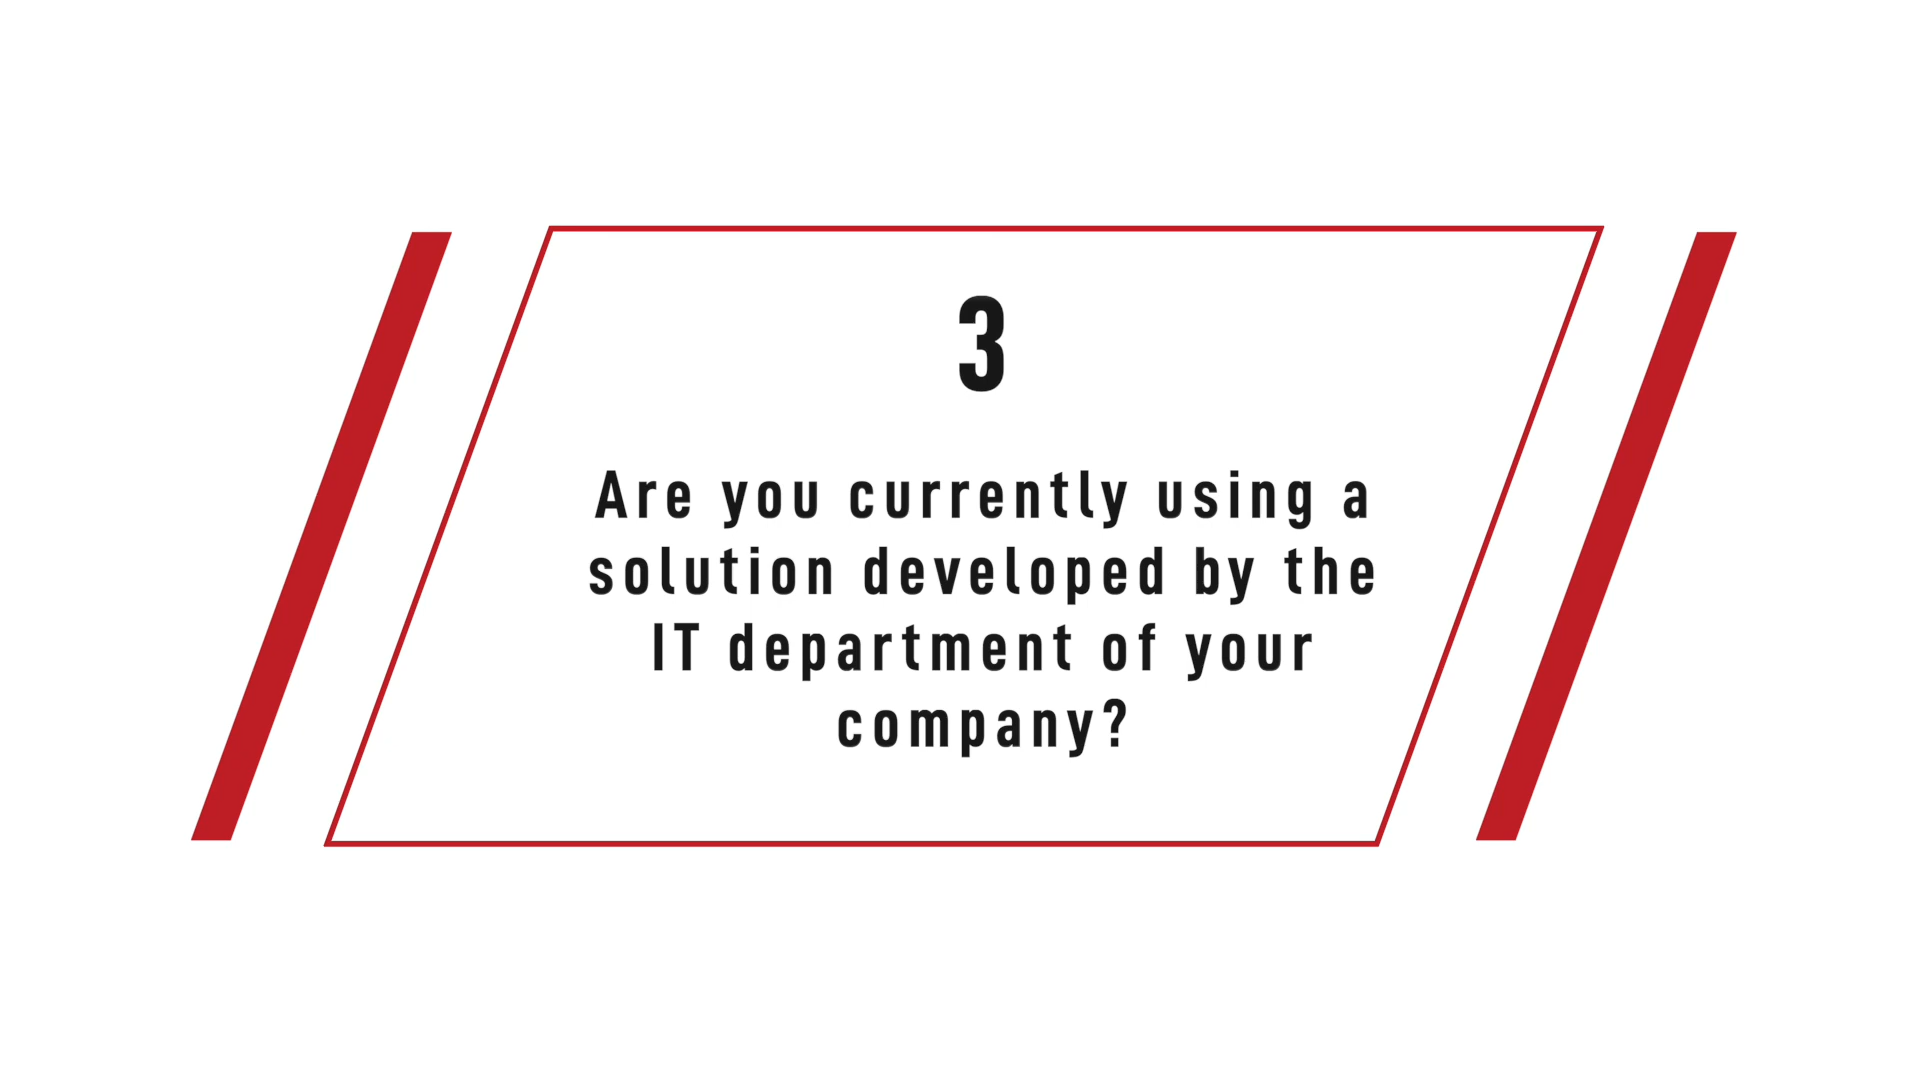 3
Are you currently using a
solution developed by the
IT department of your
company?